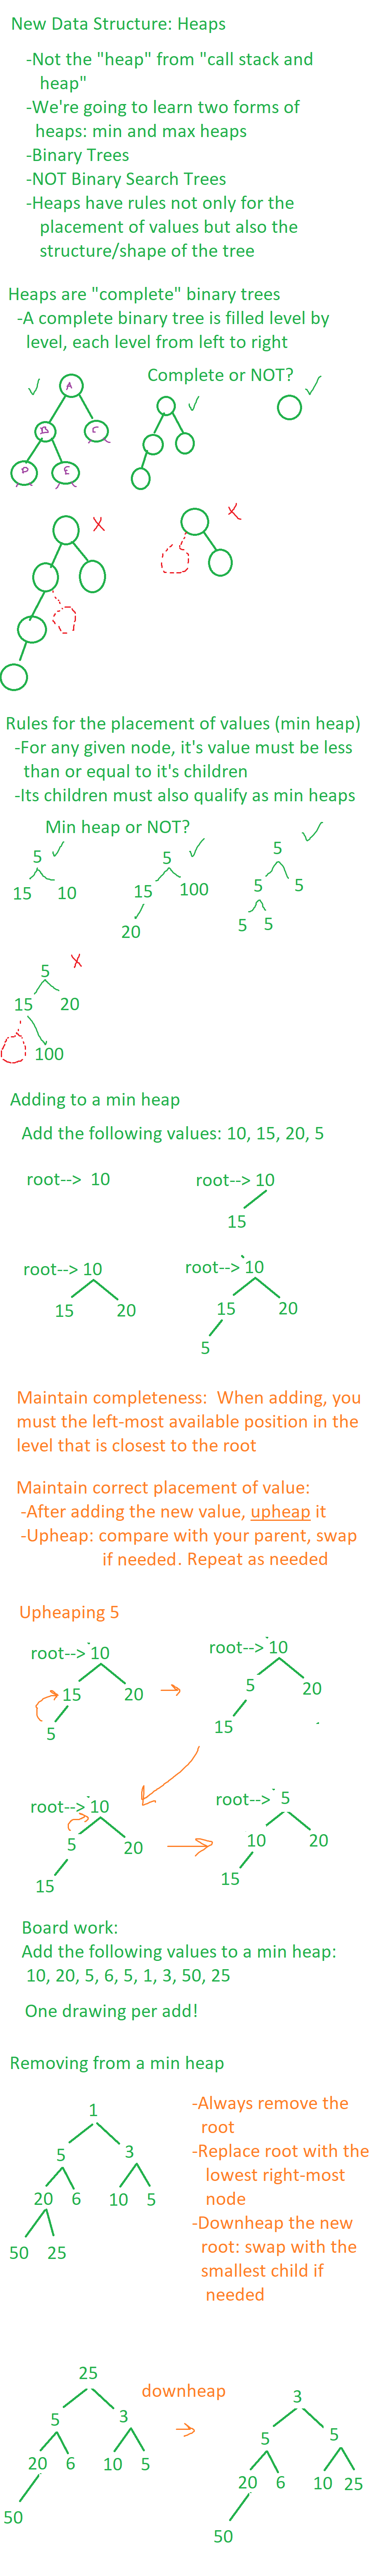 New Data Structure: Heaps
-Not the "heap" from "call stack and
heap"
-We're going to learn two forms of
heaps: min and max heaps
-Binary Trees
-NOT Binary Search Trees
-Heaps have rules not only for the
placement of values but also the
structure/shape of the tree
Heaps are "complete" binary trees
-A complete binary tree is filled level by
level, each level from left to right
Complete or NOT?
A
B C
D E
Rules for the placement of values (min heap)
-For any given node, it's value must be less
than or equal to it's children
-Its children must also qualify as min heaps
Min heap or NOT?
5
15 10
5
15 100
20
5
5 5
5 5
5
15 20
100
Adding to a min heap
Add the following values: 10, 15, 20, 5
root--> 10
root--> 10
15
root--> 10
15 20
root--> 10
15 20
5
Maintain completeness: When adding, you
must the left-most available position in the
level that is closest to the root
Maintain correct placement of value:
-After adding the new value, upheap it
-Upheap: compare with your parent, swap
if needed. Repeat as needed
Upheaping 5
root--> 10
15 20
5
root--> 10
5 20
15
root--> 10
5 20
15
root--> 5
10 20
15
Board work:
Add the following values to a min heap:
10, 20, 5, 6, 5, 1, 3, 50, 25
One drawing per add!
Removing from a min heap
1
5 3
20 6 10 5
50 25
-Always remove the
root
-Replace root with the
lowest right-most
node
-Downheap the new
root: swap with the
smallest child if
needed
25
5 3
20 6 10 5
50
downheap
3
5 5
20 6 10 25
50